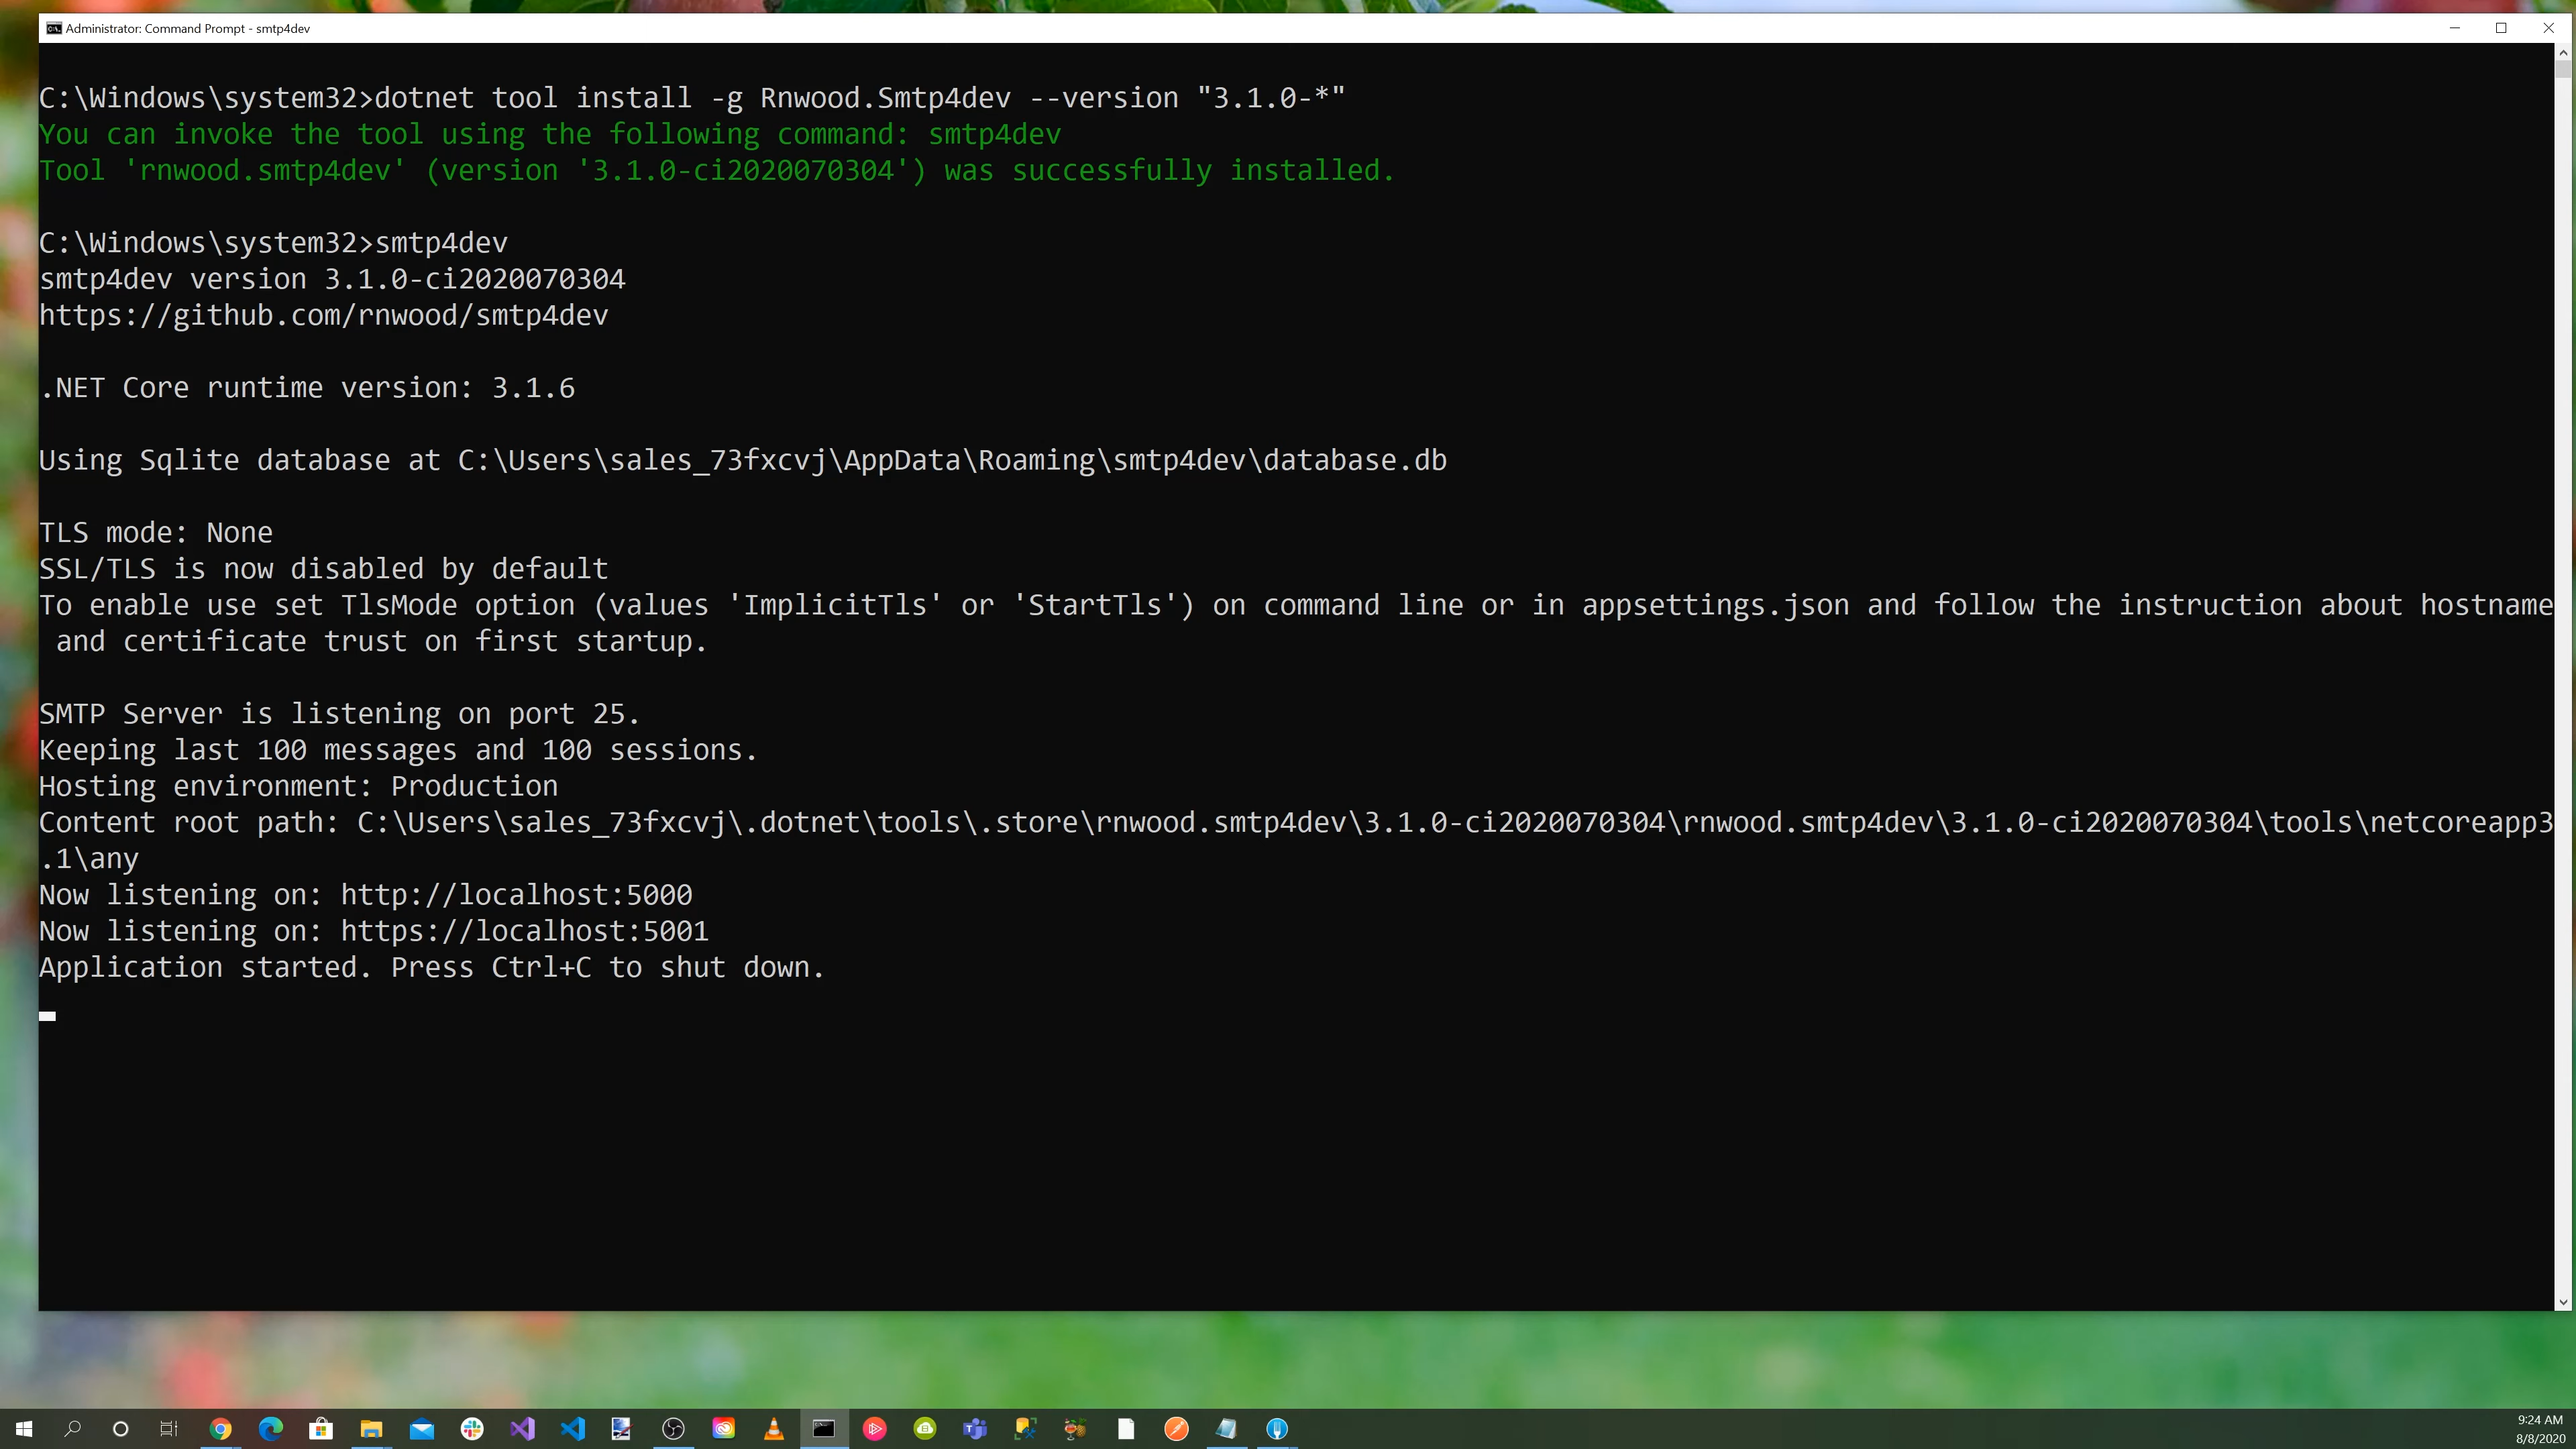 Administrator: Command Prompt - smtp4dev
C:\Windows\system32>dotnet tool install -g Rnwood.Smtp4dev --version "3.1.0-*"
You can invoke the tool using the following command: smtp4dev
Tool 'rnwood.smtp4dev' (version '3.1.0-ci2020070304') was successfully installed.
C:\Windows\system32>smtp4dev
smtp4dev version 3.1.0-ci2020070304
https://github.com/rnwood/smtp4dev
.NET Core runtime version: 3.1.6
Using Sqlite database at C:\Users\sales_73fxcvj\AppData\Roaming\smtp4dev\database.db
TLS mode: None
SSL/TLS is now disabled by default
To enable use set TlsMode option (values 'ImplicitTls' or 'StartTls') on command line or in appsettings.json and follow the instruction about hostname
 and certificate trust on first startup.
SMTP Server is listening on port 25.
Keeping last 100 messages and 100 sessions.
Hosting environment: Production
Content root path: C:\Users\sales_73fxcvj\.dotnet\tools\.store\rnwood.smtp4dev\3.1.0-ci2020070304\rnwood.smtp4dev\3.1.0-ci2020070304\tools\netcoreapp3
.1\any
Now listening on: http://localhost:5000
Now listening on: https://localhost:5001
Application started. Press Ctrl+C to shut down.
9:24 AM
8/8/2020